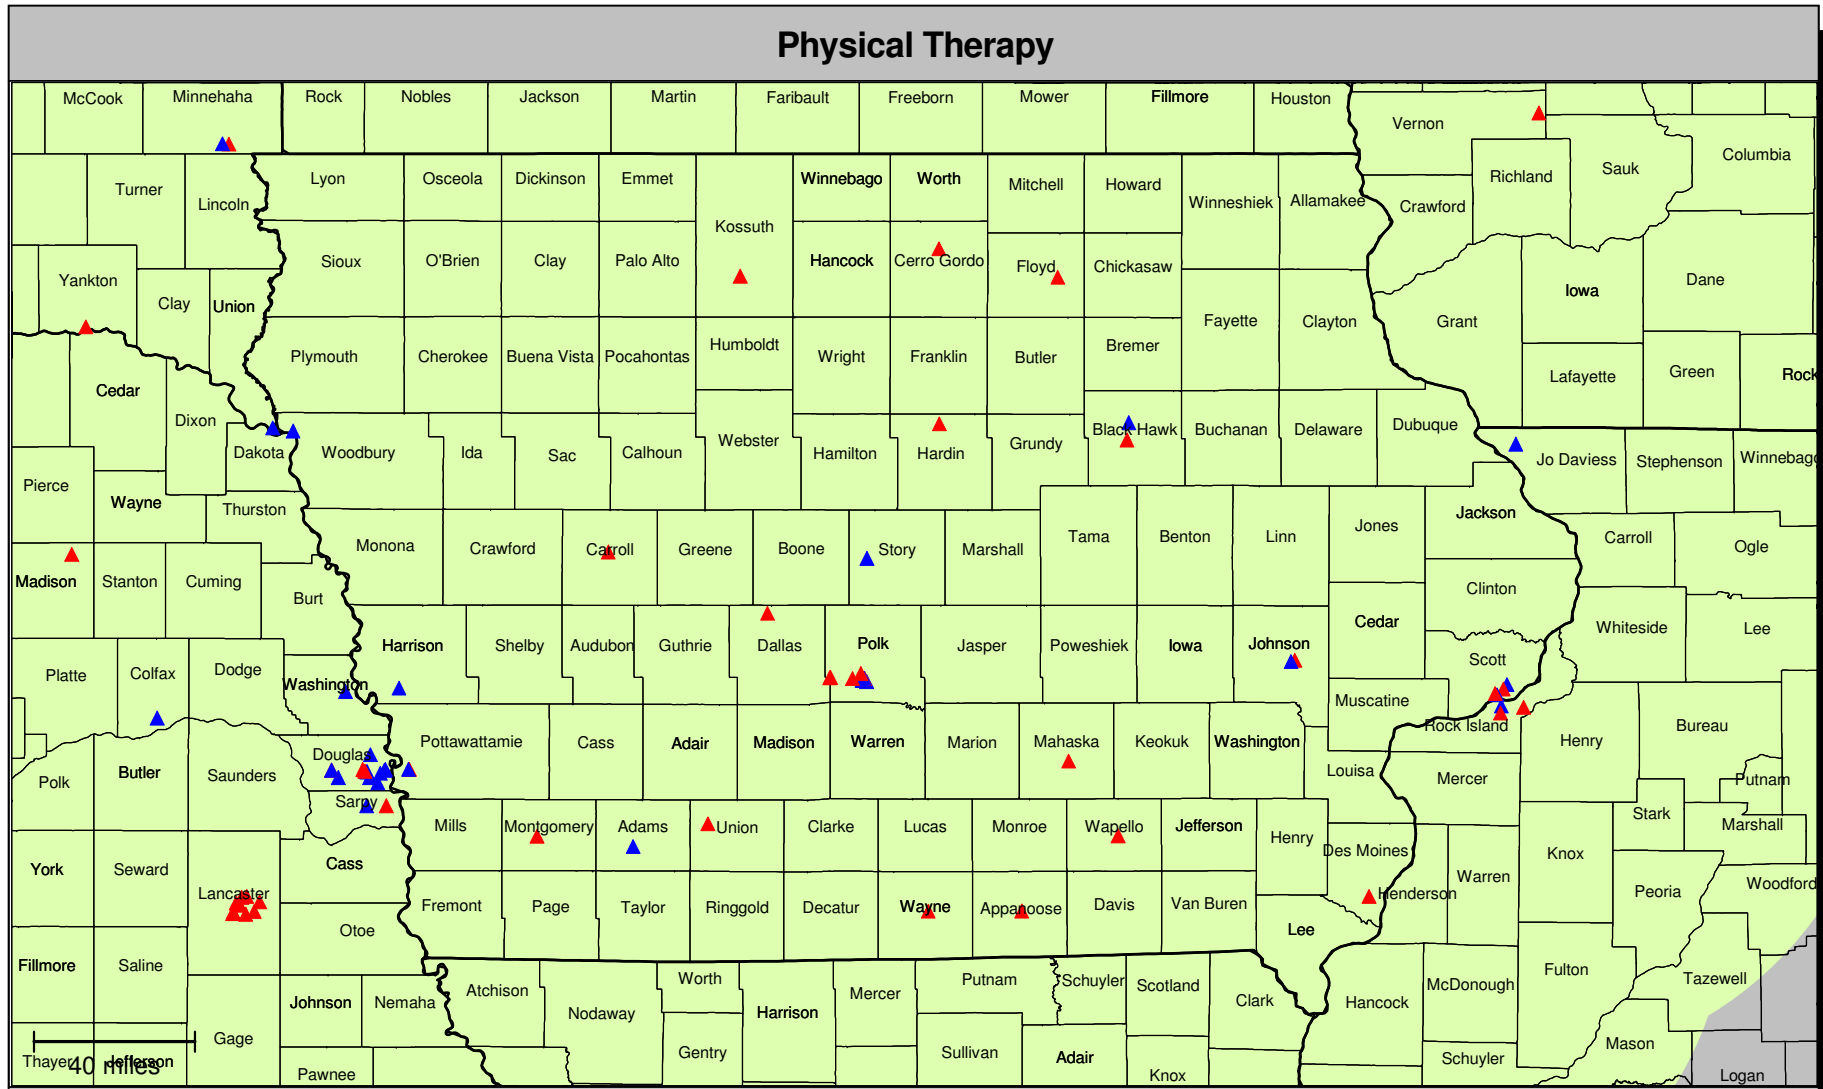 Physical Therapy
McCook Minnehaha Rock Nobles Jackson Martin Faribault Freeborn Mower Fillmore Houston
Vernon
Columbia
Turner Lyon Osceola Dickinson Emmet Winnebago Worth Mitchell Howard Richland Sauk
Lincoln Winneshiek Allamakee Crawford
Kossuth
Yankton Sioux O'Brien Clay Palo Alto Hancock Cerro Gordo Floyd Chickasaw Dane
Clay Union Iowa
Fayette Clayton Grant
Plymouth Cherokee Buena Vista Pocahontas Humboldt Wright Franklin Butler Bremer
Cedar Lafayette Green Rock
Dixon Dubuque
Black Hawk Buchanan Delaware
Dakota Woodbury Ida Sac Calhoun Webster Hamilton Hardin Grundy Jo Daviess Stephenson Winnebago
Pierce
Wayne Thurston Jackson
Monona Crawford Carroll Greene Boone Story Marshall Tama Benton Linn Jones Carroll Ogle
Madison Stanton Cuming Burt Clinton
Cedar Whiteside Lee
Harrison Shelby Audubon Guthrie Dallas Polk Jasper Poweshiek Iowa Johnson Scott
Platte Colfax Dodge
Washington Muscatine
Rock Island Bureau
Pottawattamie Cass Adair Madison Warren Marion Mahaska Keokuk Washington Henry
Douglas
Polk Butler Saunders Louisa Mercer Putnam
Sarpy
Mills Montgomery Adams Union Clarke Lucas Monroe Wapello Jefferson Henry Stark Marshall
Des Moines Knox
York Seward Cass Warren Woodford
Lancaster Henderson Peoria
Fremont Page Taylor Ringgold Decatur Wayne Appanoose Davis Van Buren
Otoe Lee
Fillmore Saline Fulton
Atchison Worth Putnam Schuyler Scotland McDonough Tazewell
Johnson Nemaha Nodaway Harrison Mercer Clark Hancock
Gage Gentry Sullivan Adair Schuyler Mason
Thayer Jefferson
40 miles
Pawnee Knox Logan